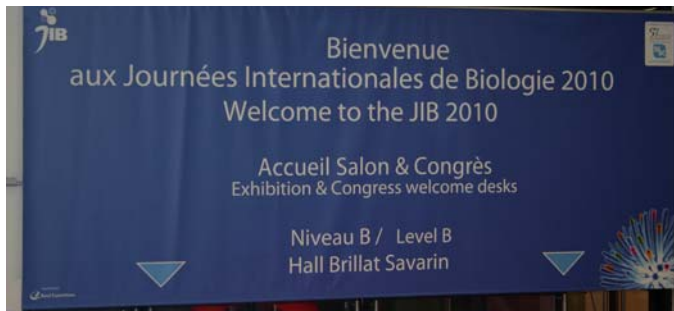 JIB
Bienvenue
aux Journées Internationales de Biologie 2010
Welcome to the JIB 2010
Accueil Salon & Congrès
Exhibition & Congress welcome desks
Niveau B / Level B
Hall Brillat Savarin